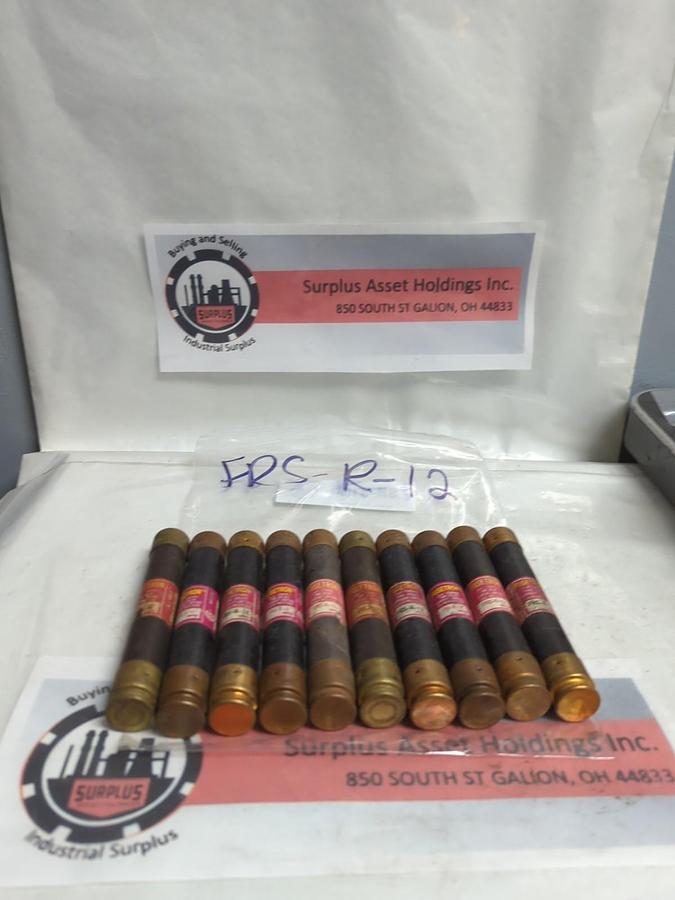 Buying and Selling
SURPLUS
Industrial Surplus
Surplus Asset Holdings Inc.
850 SOUTH ST GALION, OH 44833
FRS-R-12
Buying
SURPLUS
Industrial Surplus
Surplus Asset Holdings Inc.
850 SOUTH ST GALION, OH 44833